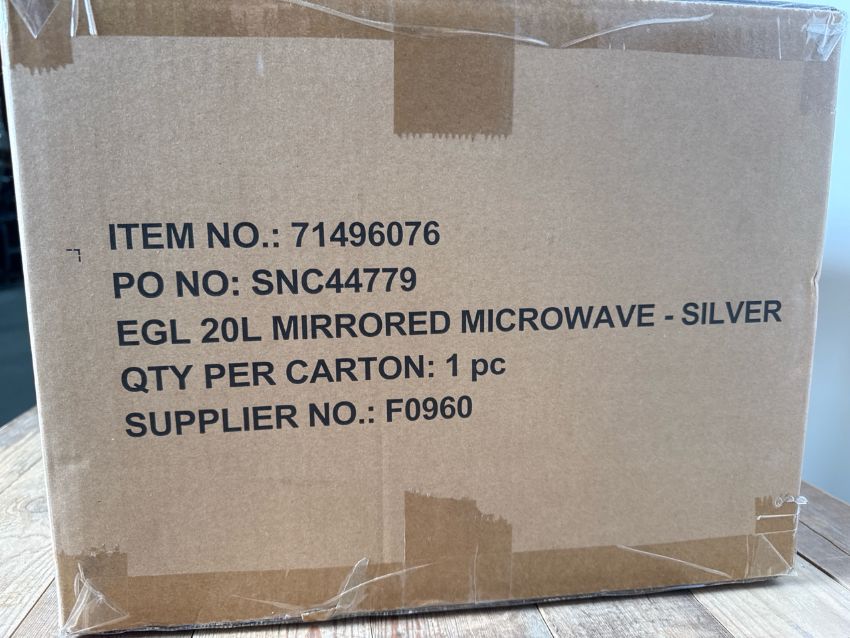 ITEM NO.: 71496076
PO NO: SNC44779
EGL 20L MIRRORED MICROWAVE - SILVER
QTY PER CARTON: 1 pc
SUPPLIER NO.: F0960